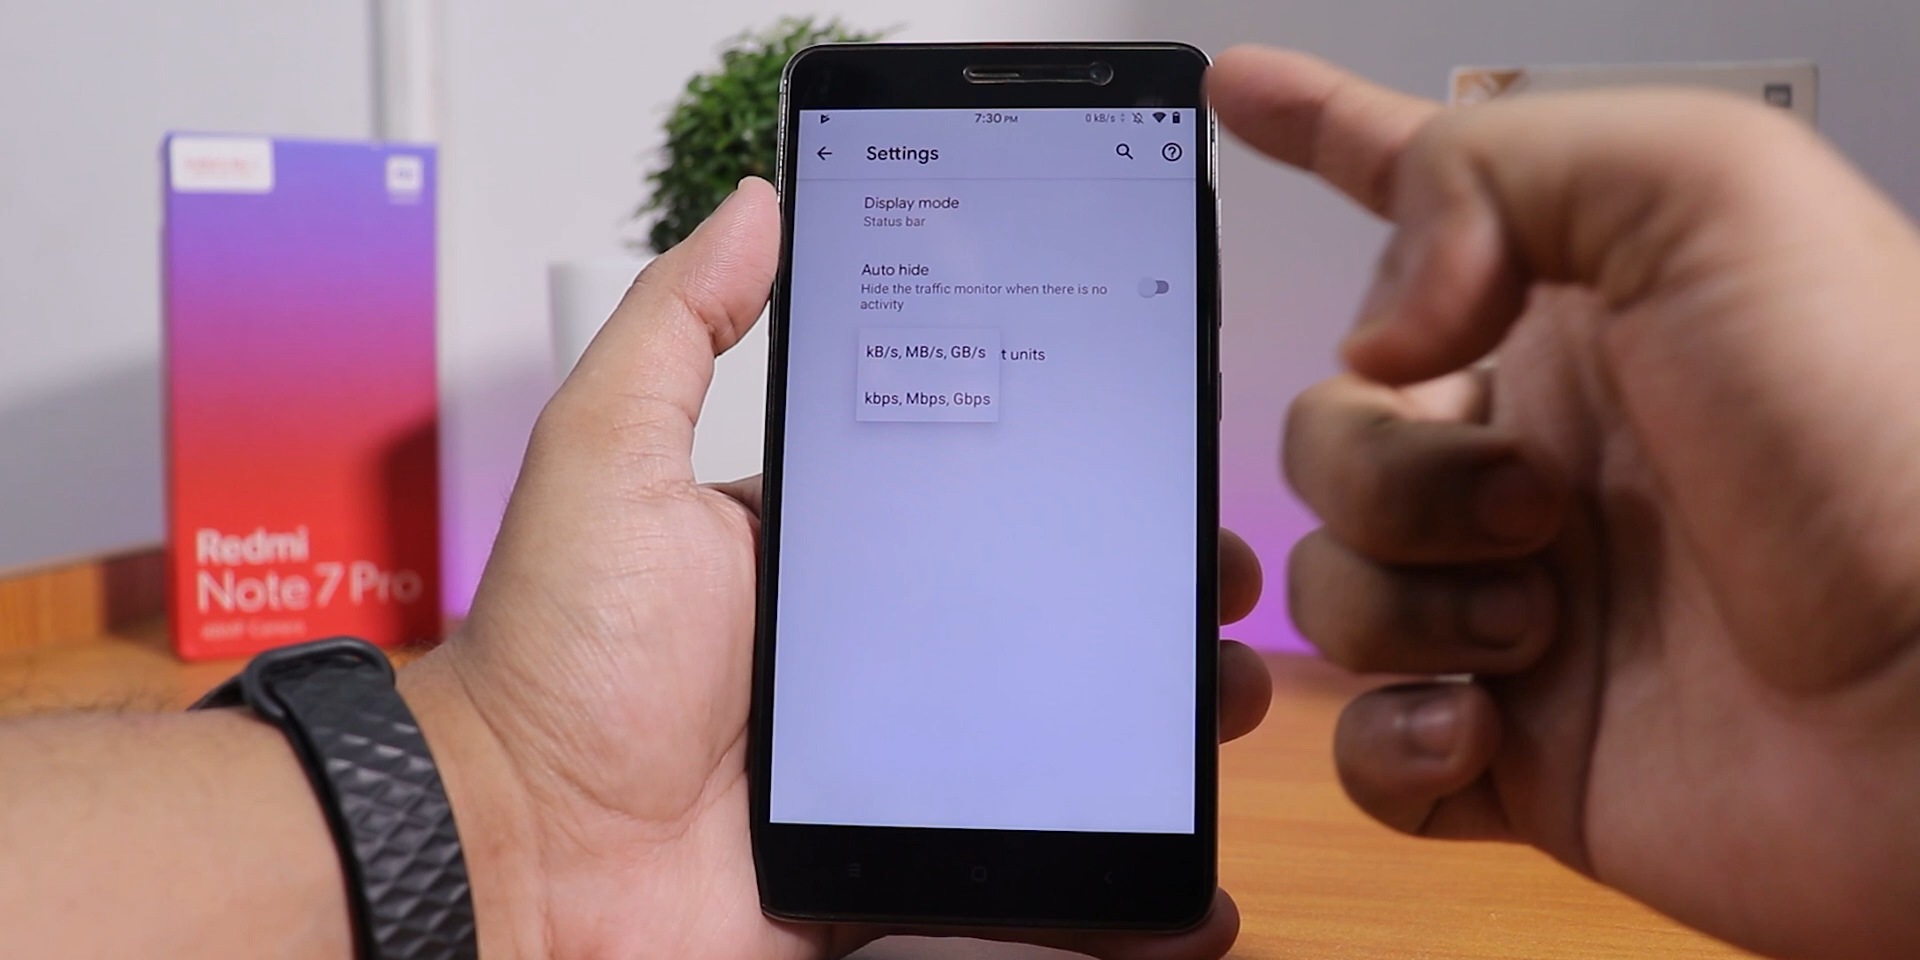 7:30 PM
0 kB/s
Settings
Display mode
Status bar
Auto hide
Hide the traffic monitor when there is no
activity
kB/s, MB/s, GB/s
t units
kbps, Mbps, Gbps
Redmi
Note 7 Pro